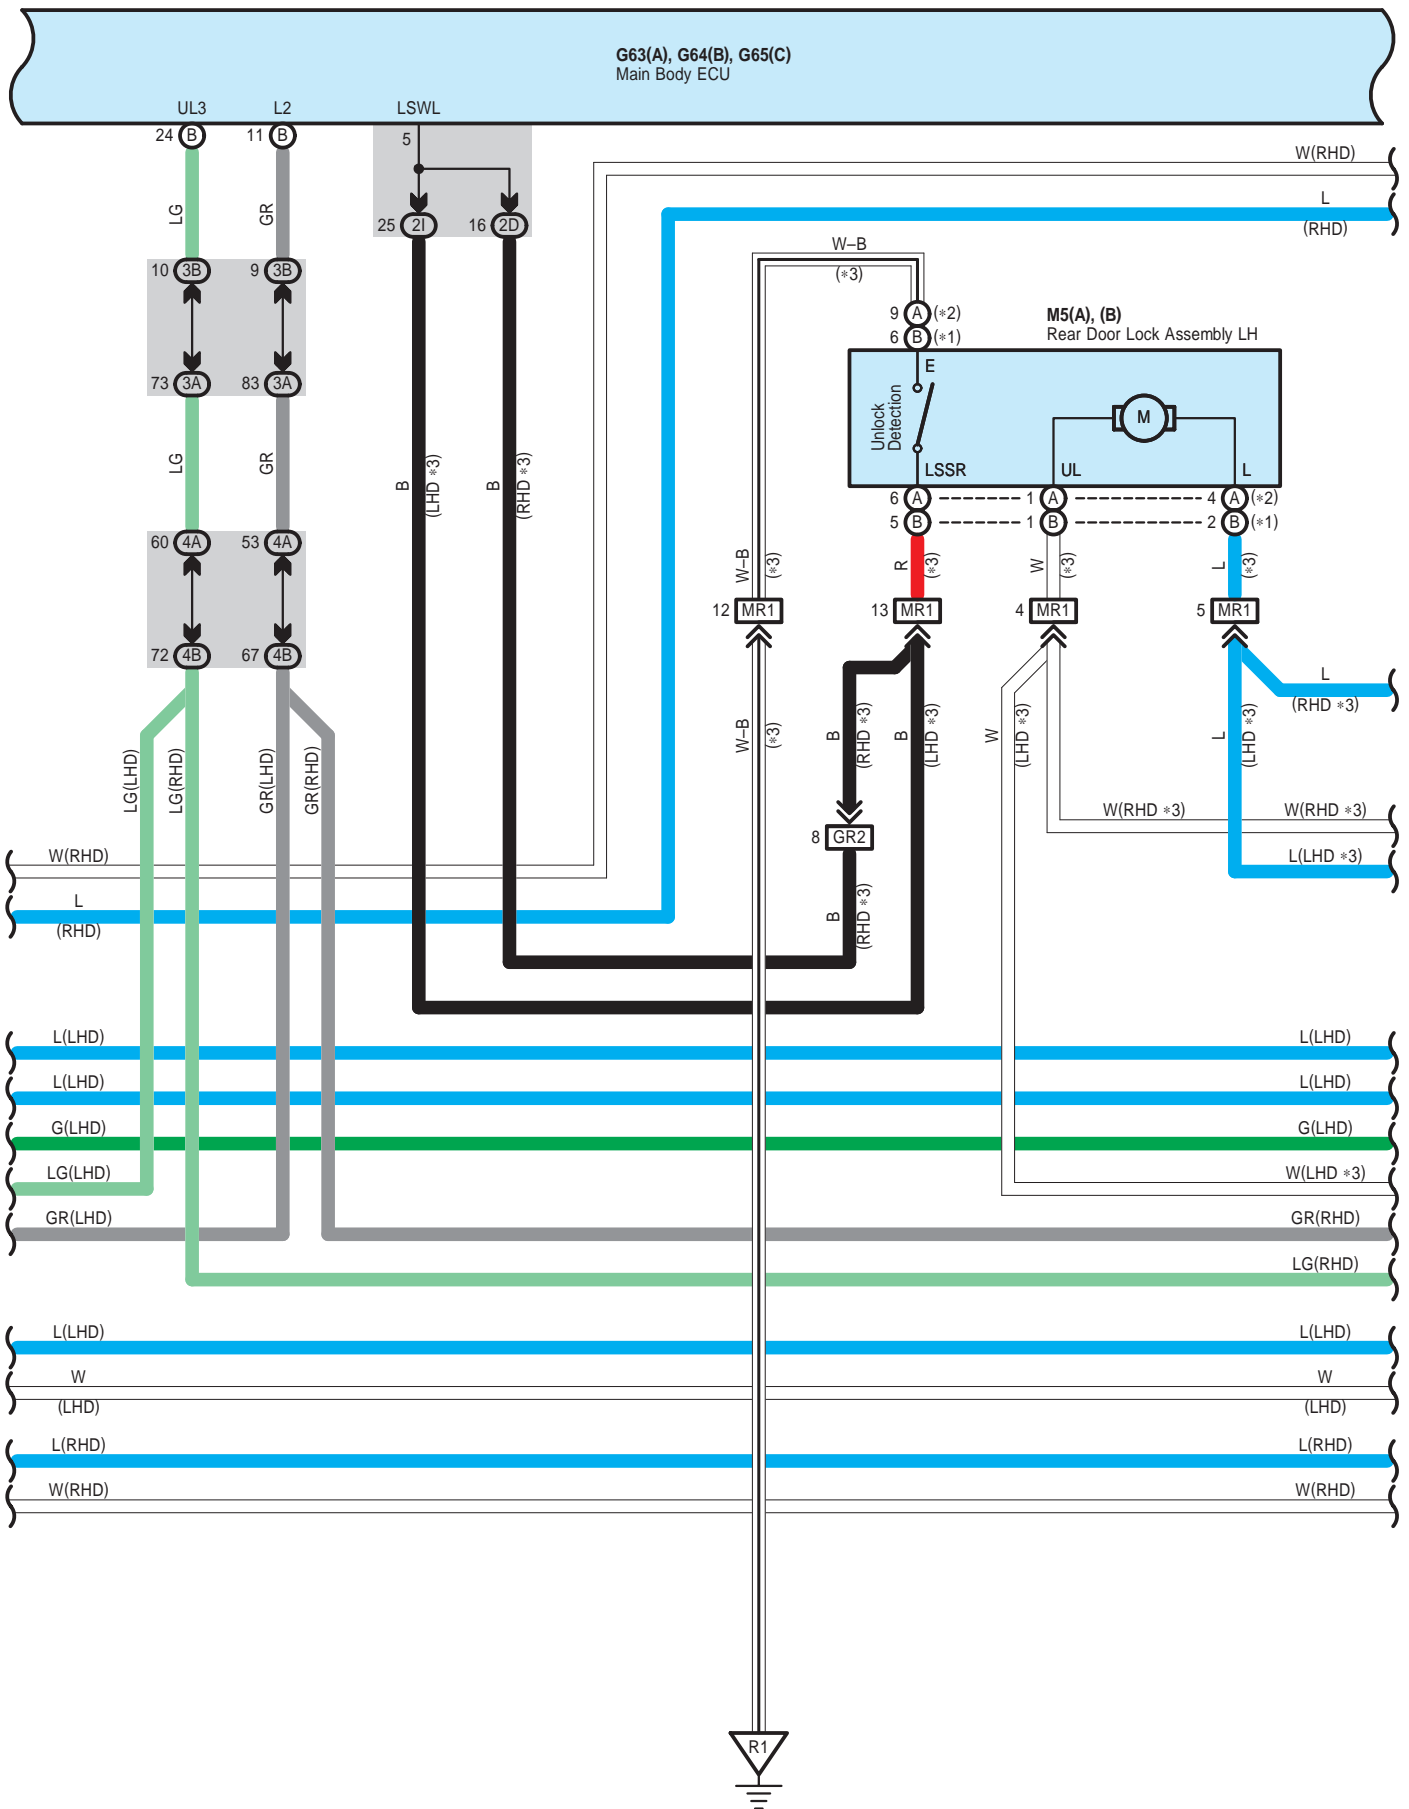 G63(A), G64(B), G65(C)
Main Body ECU
UL3 L2 LSWL
24 B 11 B 5
W(RHD)
L
(RHD)
LG GR
25 2I 16 2D
W–B
(*3)
10 3B 9 3B
9 A (*2)
6 B (*1)
M5(A), (B)
Rear Door Lock Assembly LH
E
Unlock
Detection
M
73 3A 83 3A
LG GR
B (LHD *3) B (RHD *3)
LSSR UL L
6 A 1 A 4 A (*2)
5 B 1 B 2 B (*1)
60 4A 53 4A
W–B (*3) R (*3) W (*3) L (*3)
12 MR1 13 MR1 4 MR1 5 MR1
72 4B 67 4B
L
(RHD *3)
LG(LHD) LG(RHD) GR(LHD) GR(RHD)
W–B (*3) B (RHD *3) B (LHD *3) W (LHD *3) L (LHD *3)
W(RHD *3) W(RHD *3)
8 GR2
W(RHD) L(LHD *3)
L
(RHD)
B (RHD *3)
L(LHD) L(LHD)
L(LHD) L(LHD)
G(LHD) G(LHD)
LG(LHD) W(LHD *3)
GR(LHD) GR(RHD)
LG(RHD)
L(LHD) L(LHD)
W W
(LHD) (LHD)
L(RHD) L(RHD)
W(RHD) W(RHD)
R1